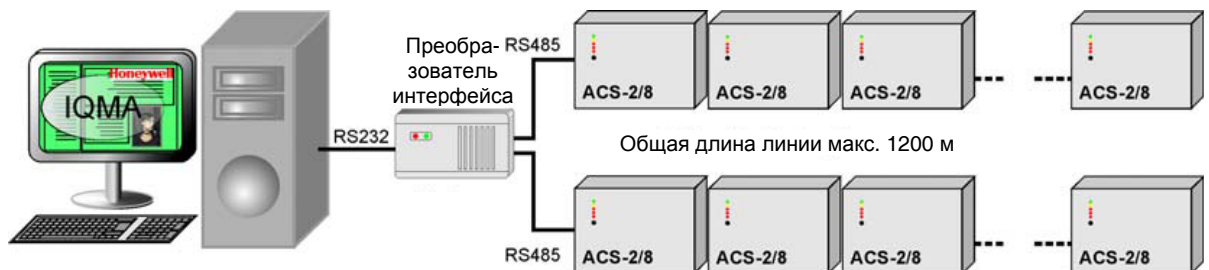 Honeywell
IQMA
Преобра-
зователь
интерфейса
RS232
RS485
ACS-2/8
ACS-2/8
ACS-2/8
ACS-2/8
Общая длина линии макс. 1200 м
RS485
ACS-2/8
ACS-2/8
ACS-2/8
ACS-2/8